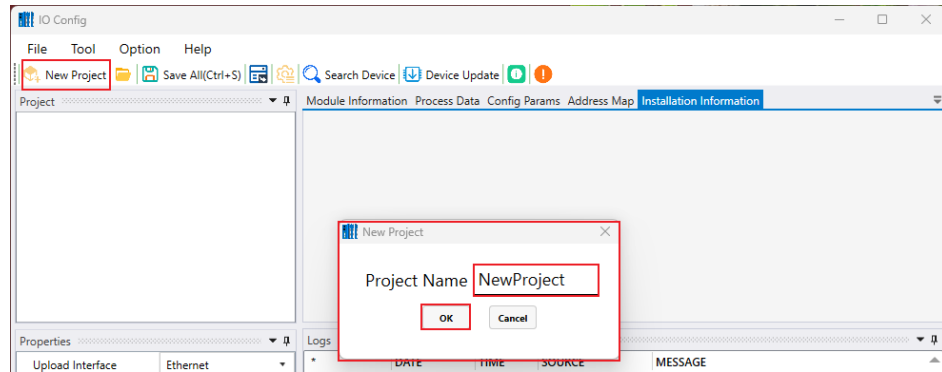 IO Config
File Tool Option Help
New Project Save All(Ctrl+S) Search Device Device Update
Project
Module Information Process Data Config Params Address Map Installation Information
New Project
Project Name NewProject
OK Cancel
Properties
Upload Interface Ethernet
Logs
* DATE TIME SOURCE MESSAGE